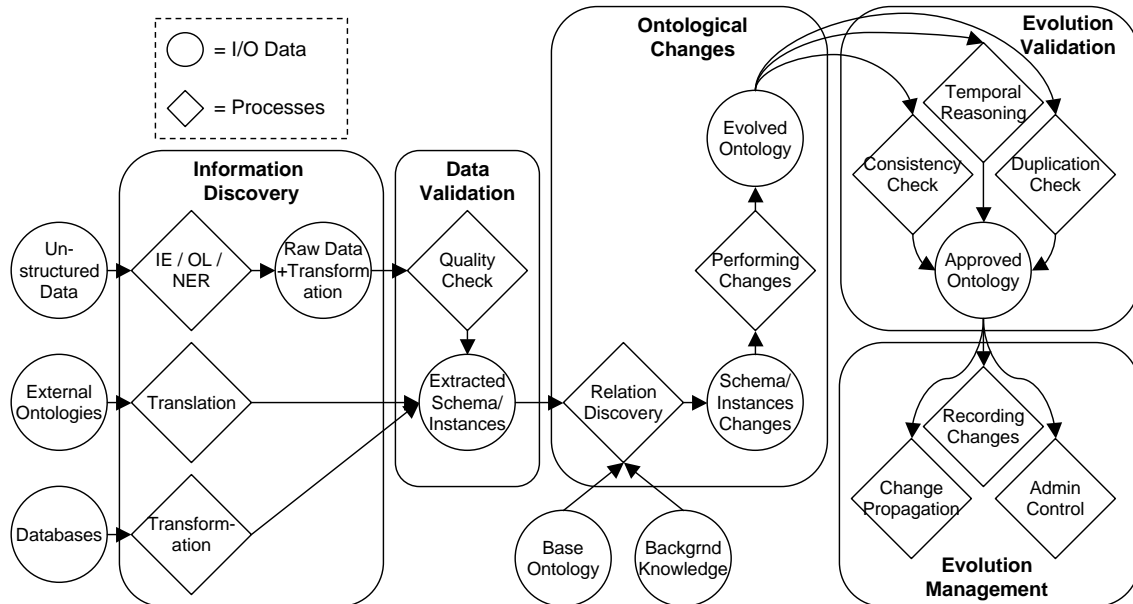 = I/O Data
= Processes
Information
Discovery
Data
Validation
Ontological
Changes
Evolution
Validation
Un-
structured
Data
IE / OL /
NER
Raw Data
+Transform
ation
Quality
Check
External
Ontologies
Translation
Extracted
Schema/
Instances
Databases
Transform-
ation
Relation
Discovery
Base
Ontology
Backgrnd
Knowledge
Schema/
Instances
Changes
Performing
Changes
Evolved
Ontology
Temporal
Reasoning
Consistency
Check
Duplication
Check
Approved
Ontology
Recording
Changes
Change
Propagation
Admin
Control
Evolution
Management